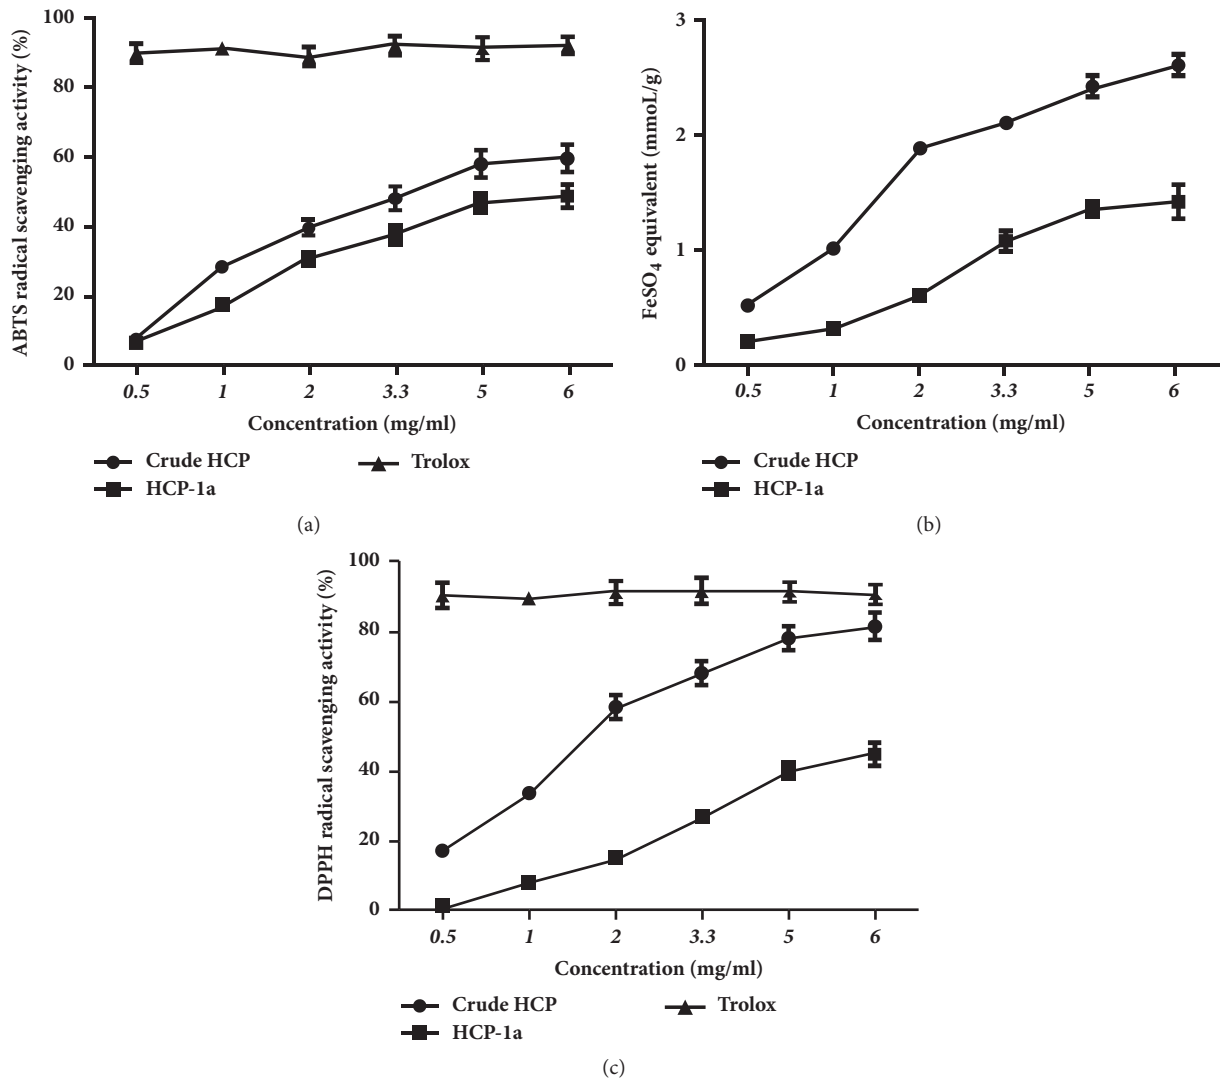 ABTS radical scavenging activity (%)
100
80
60
40
20
0
0.5 1 2 3.3 5 6
Concentration (mg/ml)
Crude HCP Trolox
HCP-1a
(a)
FeSO4 equivalent (mmoL/g)
3
2
1
0
0.5 1 2 3.3 5 6
Concentration (mg/ml)
Crude HCP
HCP-1a
(b)
DPPH radical scavenging activity (%)
100
80
60
40
20
0
0.5 1 2 3.3 5 6
Concentration (mg/ml)
Crude HCP Trolox
HCP-1a
(c)